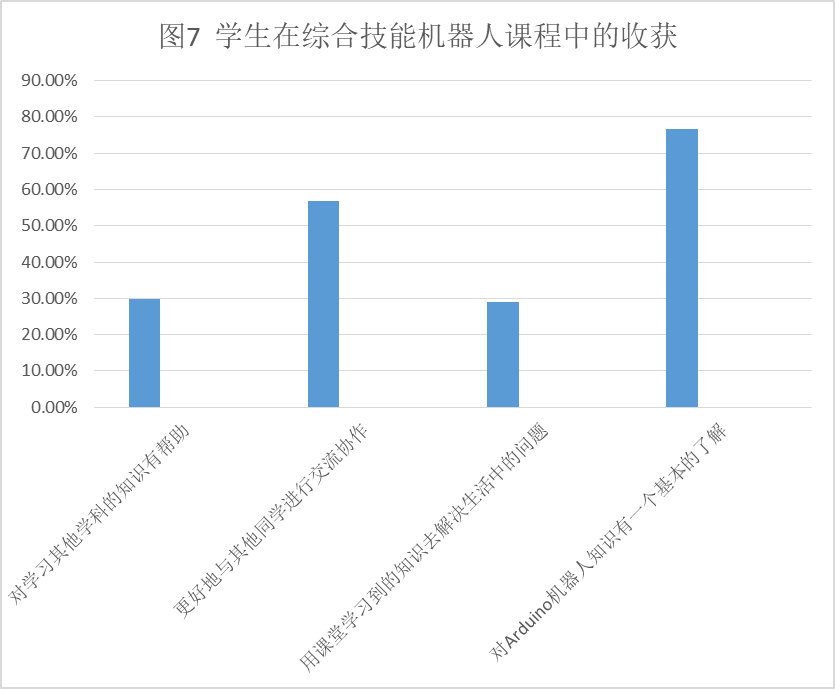 图7 学生在综合技能机器人课程中的收获
90.00%
80.00%
70.00%
60.00%
50.00%
40.00%
30.00%
20.00%
10.00%
0.00%
对学习其他学科的知识有帮助
更好地与其他同学进行交流协作
用课堂学习到的知识去解决生活中的问题
对Arduino机器人知识有一个基本的了解